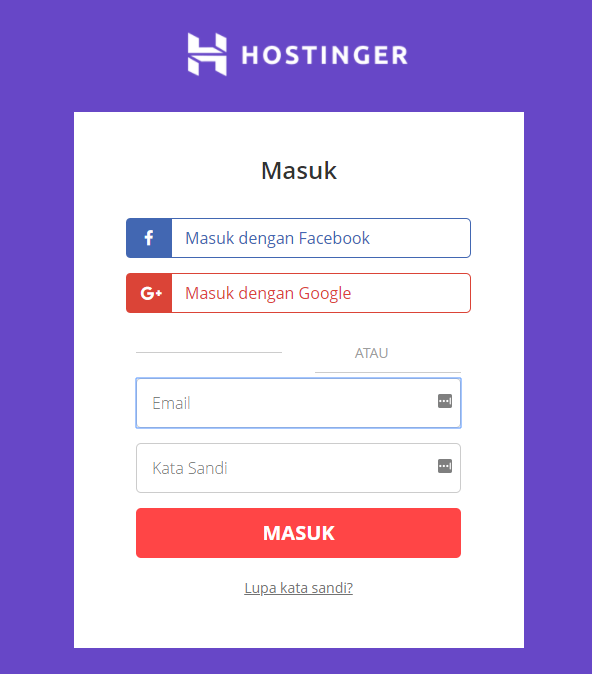 HOSTINGER
Masuk
Masuk dengan Facebook
Masuk dengan Google
ATAU
Email
Kata Sandi
MASUK
Lupa kata sandi?